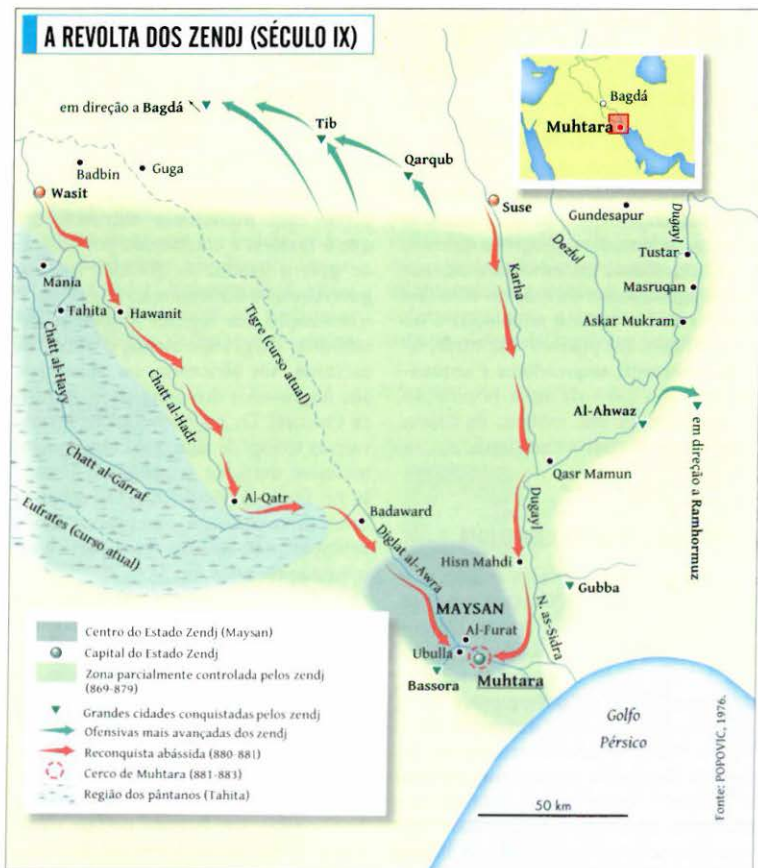 A REVOLTA DOS ZENDJ (SÉCULO IX)
Bagdá
Muhtara
em direção a Bagdá
Tib
Qarqub
Badbin
Guga
Wasit
Suse
Gundesapur
Dezful
Dugayl
Tustar
Masruqan
Askar Mukram
Karha
Mania
Tahita
Hawanit
Tigre (curso atual)
Chatt al-Hayy
Chatt al-Hadr
Al-Ahwaz
em direção a Ramhormuz
Qasr Mamun
Chatt al-Garraf
Al-Qatr
Badaward
Dugayl
Eufrates (curso atual)
Diglat al-Awra
Hisn Mahdi
Gubba
N. as-Sidra
MAYSAN
Al-Furat
Ubulla
Bassora
Muhtara
Golfo
Pérsico
Centro do Estado Zendj (Maysan)
Capital do Estado Zendj
Zona parcialmente controlada pelos zendj
(869-879)
Grandes cidades conquistadas pelos zendj
Ofensivas mais avançadas dos zendj
Reconquista abássida (880-881)
Cerco de Muhtara (881-883)
Região dos pântanos (Tahita)
50 km
Fonte: POPOVIC, 1976.